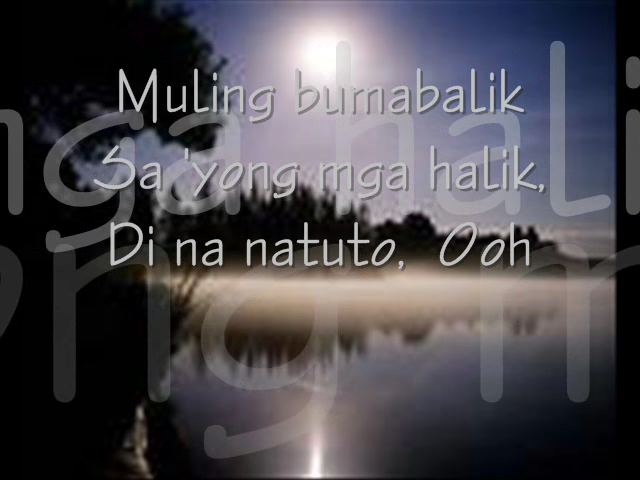 Muling bumabalik
Sa 'yong mga halik,
Di na natuto, Ooh